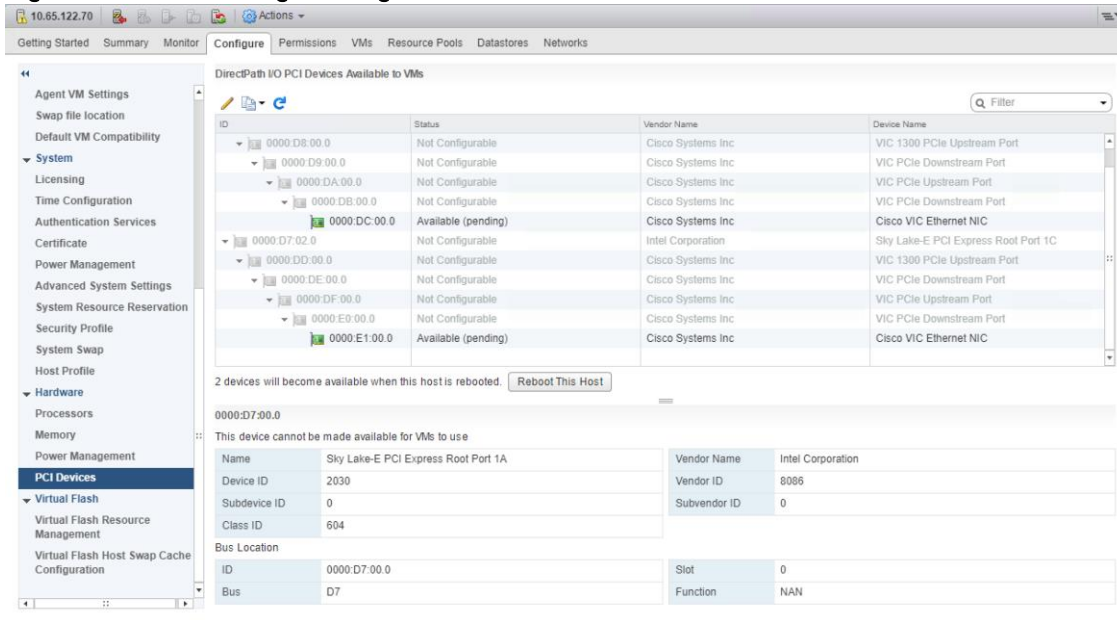 10.65.122.70 Actions
Getting Started Summary Monitor Configure Permissions VMs Resource Pools Datastores Networks
Agent VM Settings
Swap file location
Default VM Compatibility
System
Licensing
Time Configuration
Authentication Services
Certificate
Power Management
Advanced System Settings
System Resource Reservation
Security Profile
System Swap
Host Profile
Hardware
Processors
Memory
Power Management
PCI Devices
Virtual Flash
Virtual Flash Resource
Management
Virtual Flash Host Swap Cache
Configuration
DirectPath I/O PCI Devices Available to VMs
Filter
ID Status Vendor Name Device Name
0000:D8:00.0 Not Configurable Cisco Systems Inc VIC 1300 PCIe Upstream Port
0000:D9:00.0 Not Configurable Cisco Systems Inc VIC PCIe Downstream Port
0000:DA:00.0 Not Configurable Cisco Systems Inc VIC PCIe Upstream Port
0000:DB:00.0 Not Configurable Cisco Systems Inc VIC PCIe Downstream Port
0000:DC:00.0 Available (pending) Cisco Systems Inc Cisco VIC Ethernet NIC
0000:D7:02.0 Not Configurable Intel Corporation Sky Lake-E PCI Express Root Port 1C
0000:DD:00.0 Not Configurable Cisco Systems Inc VIC 1300 PCIe Upstream Port
0000:DE:00.0 Not Configurable Cisco Systems Inc VIC PCIe Downstream Port
0000:DF:00.0 Not Configurable Cisco Systems Inc VIC PCIe Upstream Port
0000:E0:00.0 Not Configurable Cisco Systems Inc VIC PCIe Downstream Port
0000:E1:00.0 Available (pending) Cisco Systems Inc Cisco VIC Ethernet NIC
2 devices will become available when this host is rebooted. Reboot This Host
0000:D7:00.0
This device cannot be made available for VMs to use
Name Sky Lake-E PCI Express Root Port 1A Vendor Name Intel Corporation
Device ID 2030 Vendor ID 8086
Subdevice ID 0 Subvendor ID 0
Class ID 604
Bus Location
ID 0000:D7:00.0 Slot 0
Bus D7 Function NAN